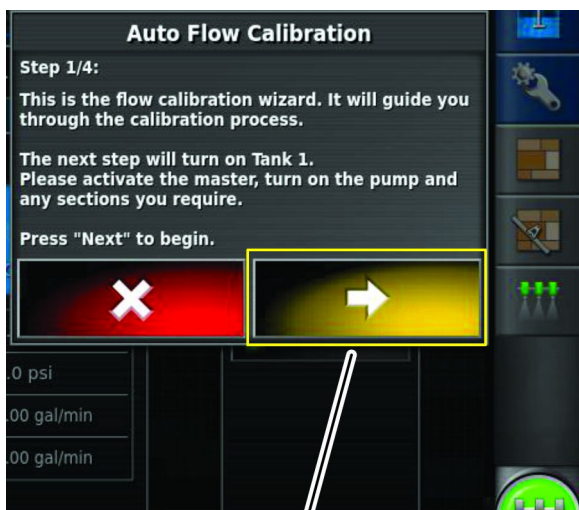 Auto Flow Calibration
Step 1/4:
This is the flow calibration wizard. It will guide you
through the calibration process.
The next step will turn on Tank 1.
Please activate the master, turn on the pump and
any sections you require.
Press "Next" to begin.
.0 psi
.00 gal/min
.00 gal/min